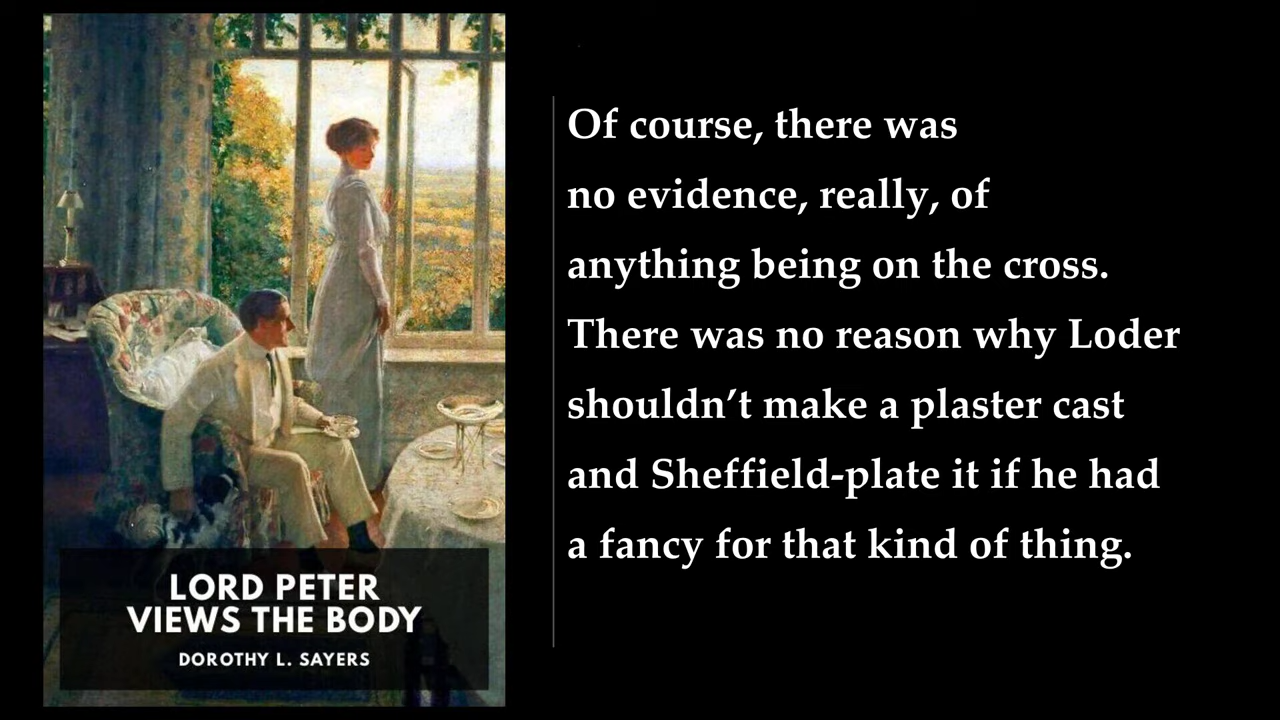 LORD PETER
VIEWS THE BODY
DOROTHY L. SAYERS
Of course, there was
no evidence, really, of
anything being on the cross.
There was no reason why Loder
shouldn’t make a plaster cast
and Sheffield-plate it if he had
a fancy for that kind of thing.